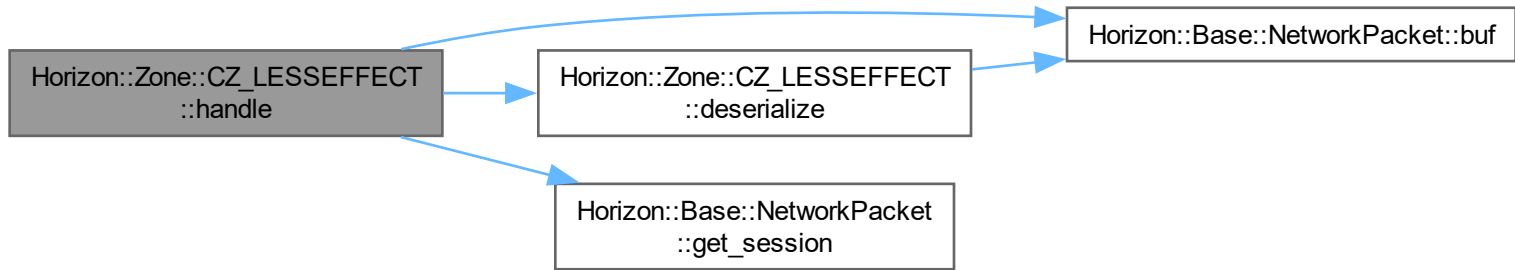 Horizon::Zone::CZ_LESSEFFECT
::handle
Horizon::Zone::CZ_LESSEFFECT
::deserialize
Horizon::Base::NetworkPacket::buf
Horizon::Base::NetworkPacket
::get_session